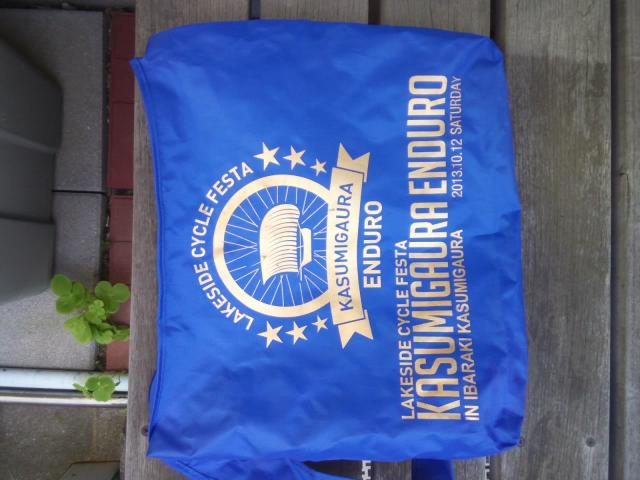 LAKESIDE CYCLE FESTA
KASUMIGAURA
ENDURO
LAKESIDE CYCLE FESTA
KASUMIGAURA ENDURO
IN IBARAKI KASUMIGAURA 2013.10.12 SATURDAY